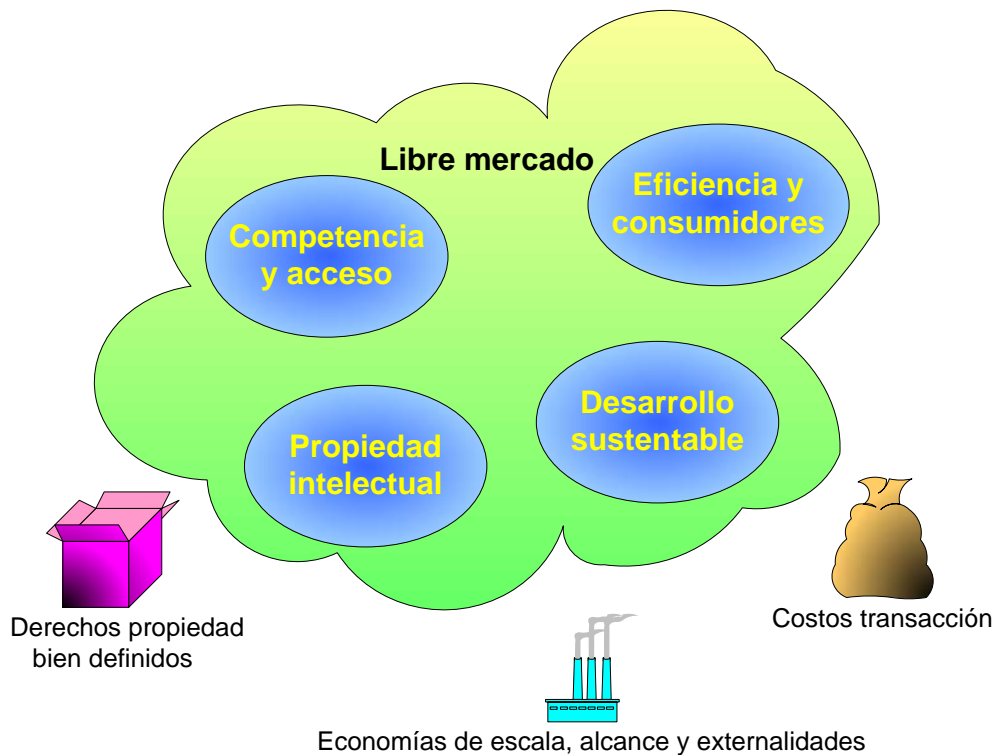 Libre mercado
Eficiencia y
consumidores
Competencia
y acceso
Desarrollo
sustentable
Propiedad
intelectual
Derechos propiedad
bien definidos
Costos transacción
Economías de escala, alcance y externalidades